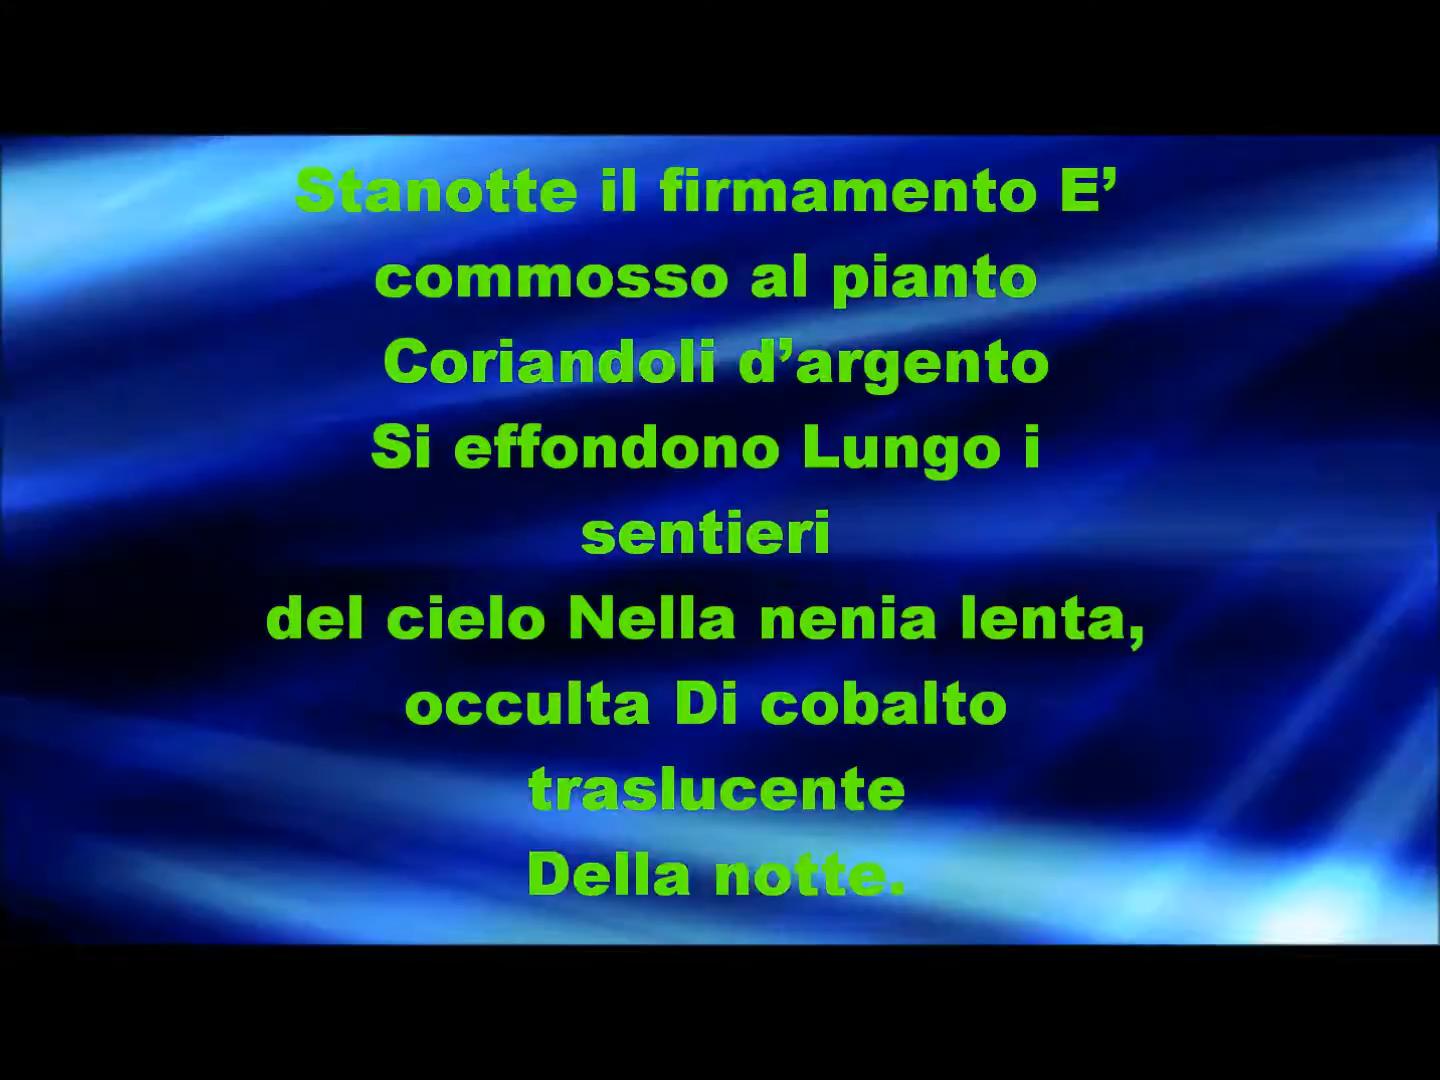 Stanotte il firmamento E’
commosso al pianto
Coriandoli d’argento
Si effondono Lungo i
sentieri
del cielo Nella nenia lenta,
occulta Di cobalto
traslucente
Della notte.